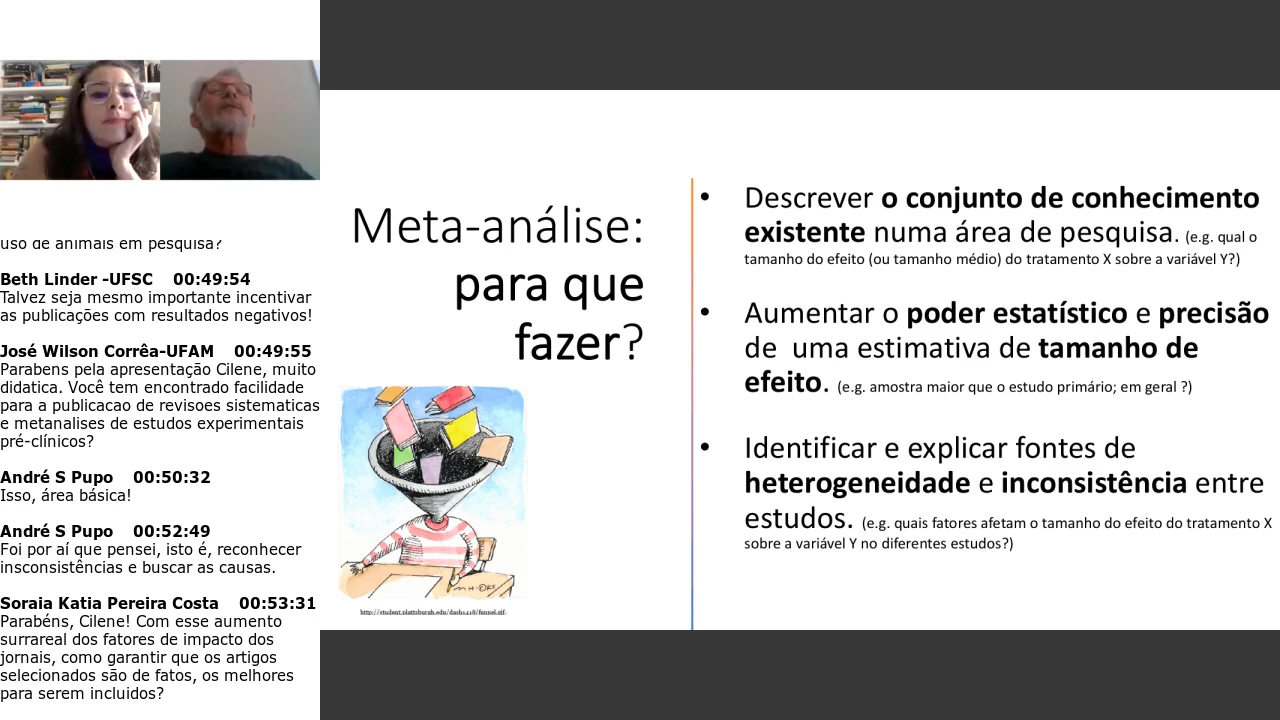 uso de animais em pesquisa?
Beth Linder -UFSC 00:49:54
Talvez seja mesmo importante incentivar
as publicações com resultados negativos!
José Wilson Corrêa-UFAM 00:49:55
Parabens pela apresentação Cilene, muito
didatica. Você tem encontrado facilidade
para a publicacao de revisoes sistematicas
e metanalises de estudos experimentais
pré-clínicos?
André S Pupo 00:50:32
Isso, área básica!
André S Pupo 00:52:49
Foi por aí que pensei, isto é, reconhecer
insconsistências e buscar as causas.
Soraia Katia Pereira Costa 00:53:31
Parabéns, Cilene! Com esse aumento
surrareal dos fatores de impacto dos
jornais, como garantir que os artigos
selecionados são de fatos, os melhores
para serem incluidos?
Meta-análise:
para que
fazer?
http://student.plattsburgh.edu/dash1418/funnel.gif
• Descrever o conjunto de conhecimento
existente numa área de pesquisa. (e.g. qual o
tamanho do efeito (ou tamanho médio) do tratamento X sobre a variável Y?)
• Aumentar o poder estatístico e precisão
de uma estimativa de tamanho de
efeito. (e.g. amostra maior que o estudo primário; em geral ?)
• Identificar e explicar fontes de
heterogeneidade e inconsistência entre
estudos. (e.g. quais fatores afetam o tamanho do efeito do tratamento X
sobre a variável Y no diferentes estudos?)